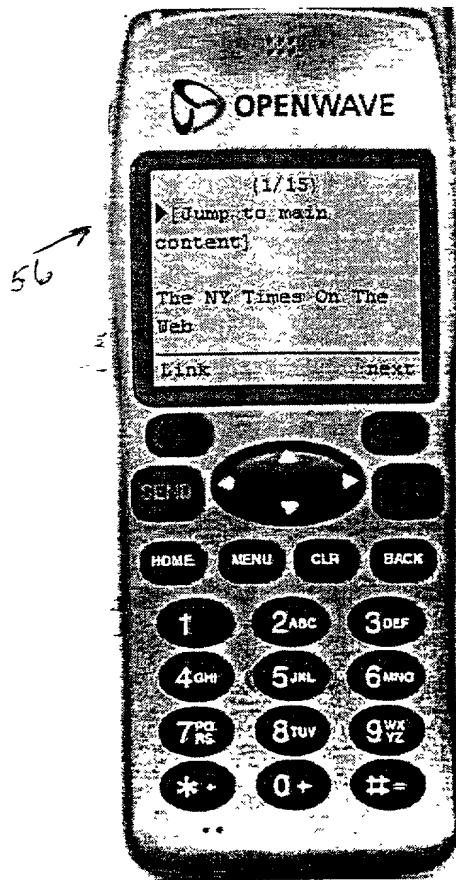 OPENWAVE
(1/15)
[Jump to main
content]
The NY Times On The
Web
Link next
56
SEND
HOME MENU CLR BACK
1 2ABC 3DEF
4GHI 5JKL 6MNO
7PQRS 8TUV 9WXYZ
* 0+ #=